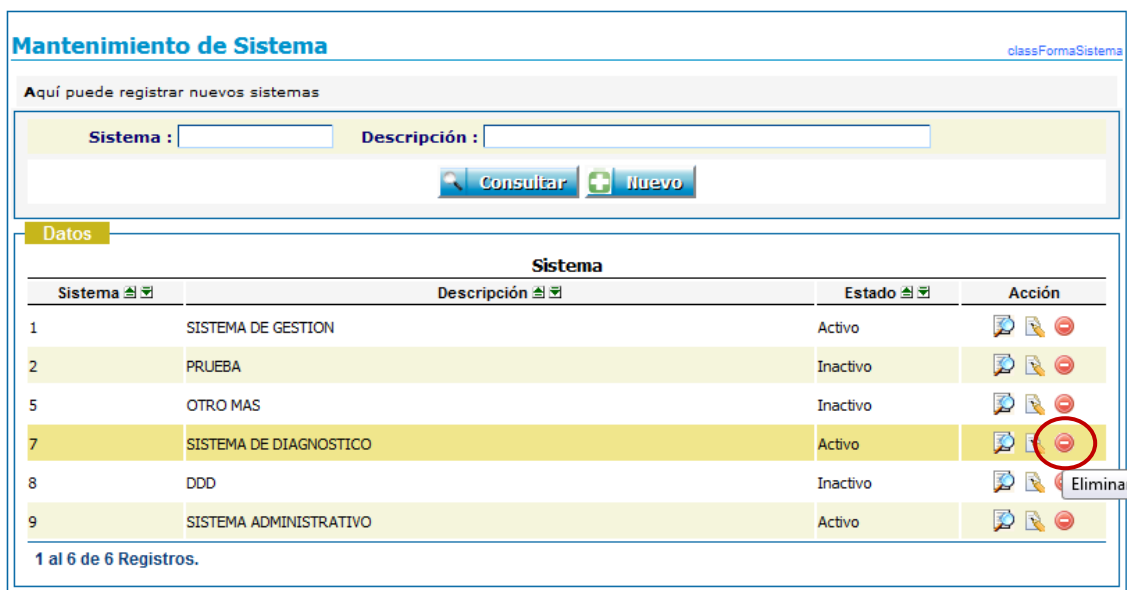 Mantenimiento de Sistema classFormaSistema
Aquí puede registrar nuevos sistemas
Sistema : Descripción :
Consultar Nuevo
Datos
Sistema
Sistema Descripción Estado Acción
1 SISTEMA DE GESTION Activo
2 PRUEBA Inactivo
5 OTRO MAS Inactivo
7 SISTEMA DE DIAGNOSTICO Activo
8 DDD Inactivo
Elimina
9 SISTEMA ADMINISTRATIVO Activo
1 al 6 de 6 Registros.